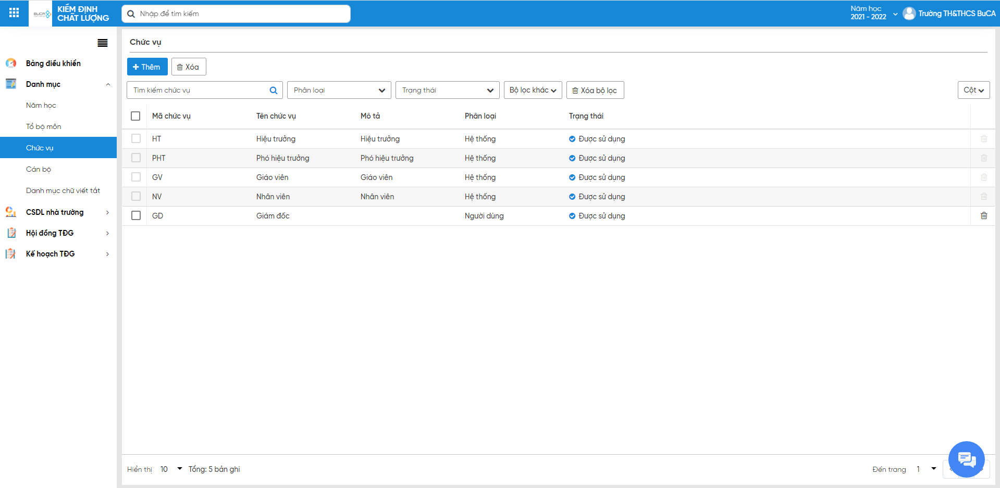 BUCA
KIỂM ĐỊNH
CHẤT LƯỢNG
Nhập để tìm kiếm
Năm học
2021 - 2022
Trường TH&THCS BuCA
Bảng điều khiển
Danh mục
Năm học
Tổ bộ môn
Chức vụ
Cán bộ
Danh mục chữ viết tắt
CSDL nhà trường
Hội đồng TĐG
Kế hoạch TĐG
Chức vụ
Thêm Xóa
Tìm kiếm chức vụ Phân loại Trạng thái Bộ lọc khác Xóa bộ lọc Cột
Mã chức vụ Tên chức vụ Mô tả Phân loại Trạng thái
HT Hiệu trưởng Hiệu trưởng Hệ thống Được sử dụng
PHT Phó hiệu trưởng Phó hiệu trưởng Hệ thống Được sử dụng
GV Giáo viên Giáo viên Hệ thống Được sử dụng
NV Nhân viên Nhân viên Hệ thống Được sử dụng
GD Giám đốc Người dùng Được sử dụng
Hiển thị 10 Tổng: 5 bản ghi Đến trang 1